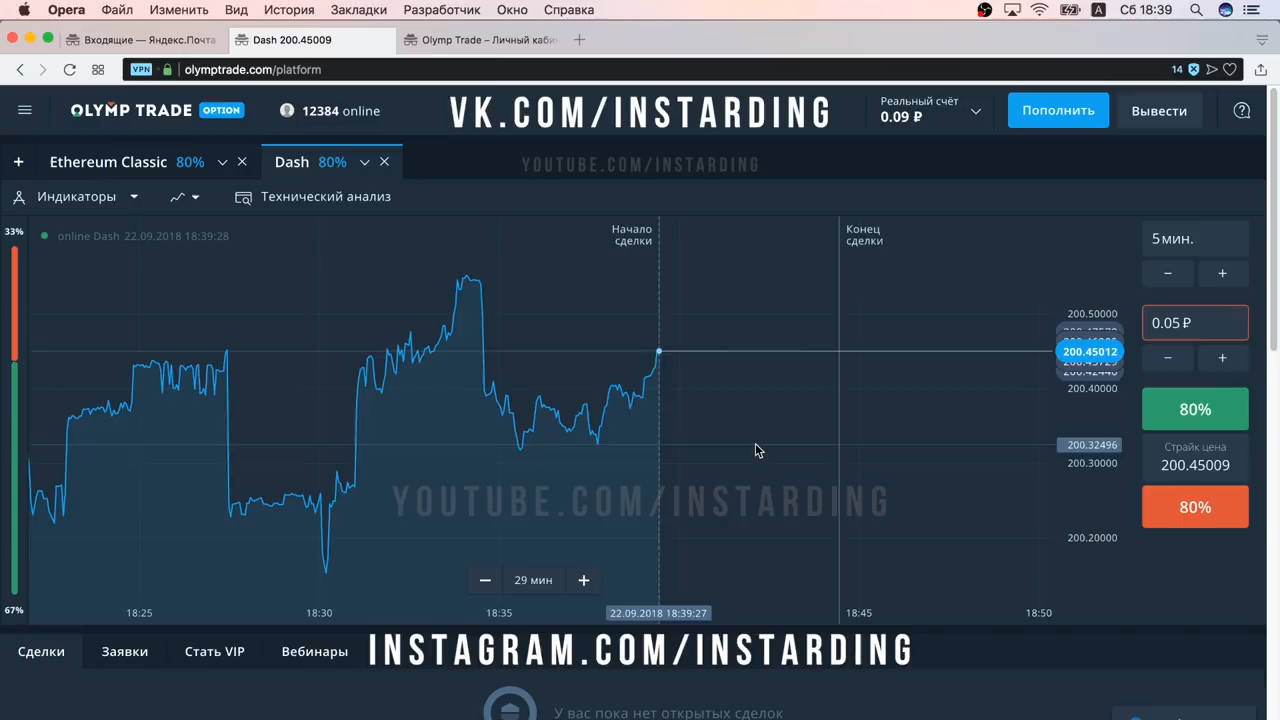 Opera Файл Изменить Вид История Закладки Разработчик Окно Справка A Сб 18:39
Входящие — Яндекс.Почта Dash 200.45009 Olymp Trade – Личный каби
VPN olymptrade.com/platform 14
OLYMP TRADE OPTION 12384 online VK.COM/INSTARDING Реальный счёт Пополнить Вывести
0.09 ₽
Ethereum Classic 80% Dash 80% YOUTUBE.COM/INSTARDING
Индикаторы Технический анализ
33% online Dash 22.09.2018 18:39:28
Начало сделки
Конец сделки
5 мин.
0.05 ₽
80%
Страйк цена
200.45009
80%
200.50000
200.45012
200.40000
200.32496
200.30000
200.20000
YOUTUBE.COM/INSTARDING
29 мин
67% 18:25 18:30 18:35 22.09.2018 18:39:27 18:45 18:50
Сделки Заявки Стать VIP Вебинары INSTAGRAM.COM/INSTARDING
У вас пока нет открытых сделок